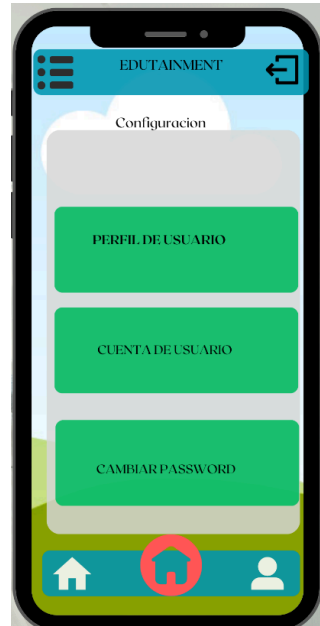 EDUTAINMENT
Configuracion
PERFIL DE USUARIO
CUENTA DE USUARIO
CAMBIAR PASSWORD